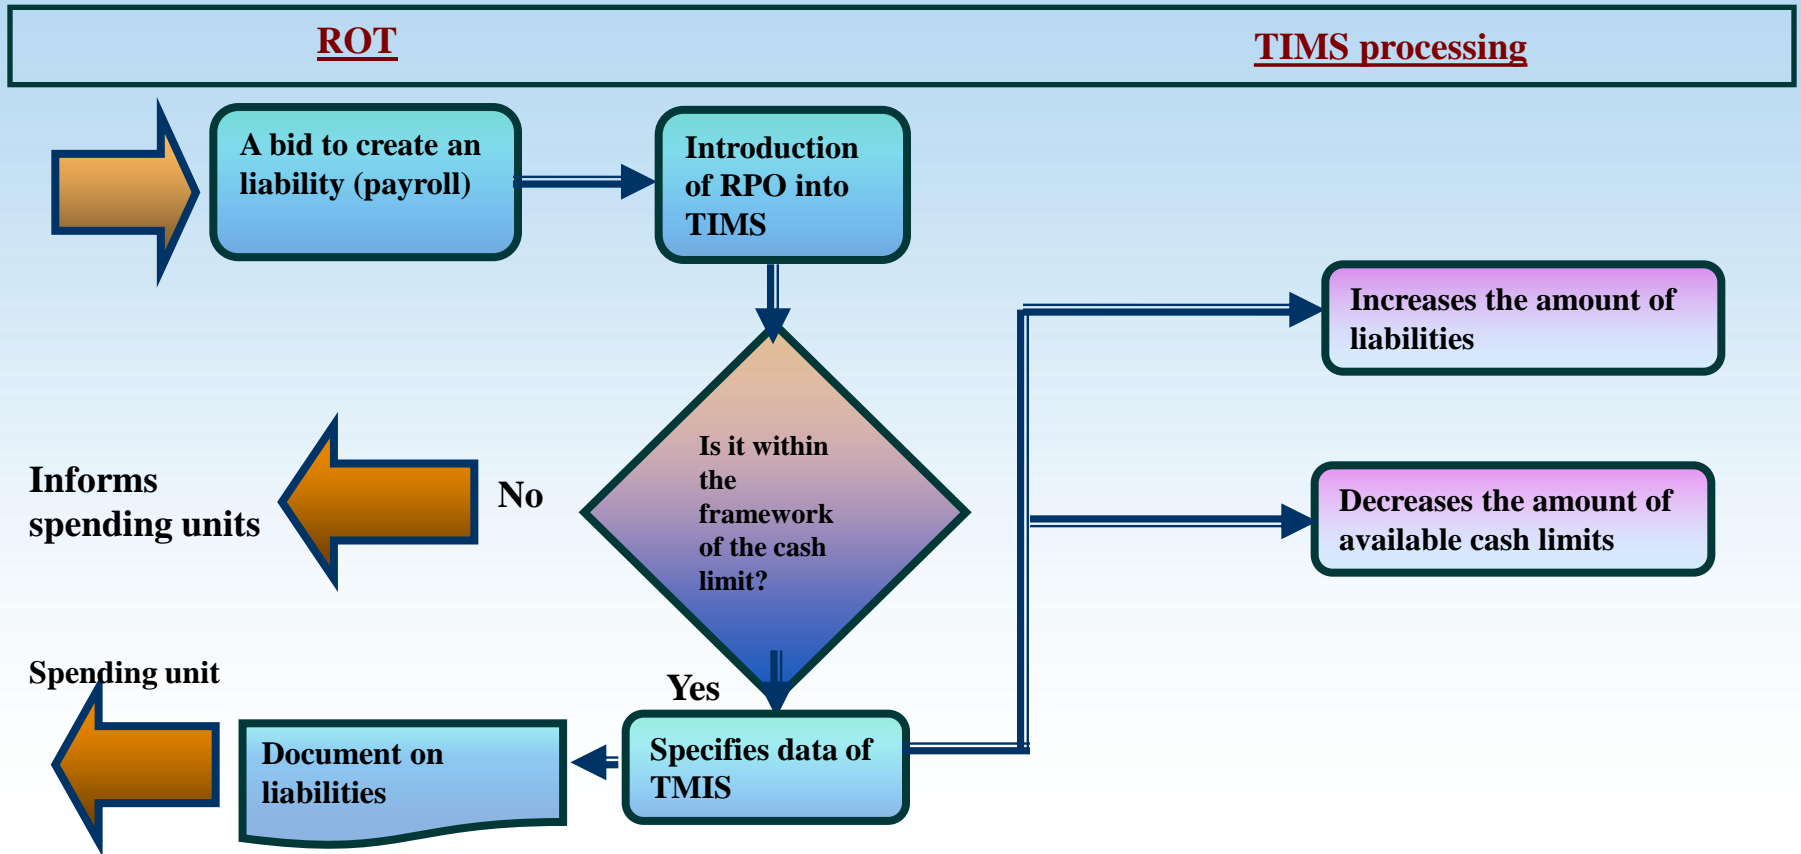 ROT
TIMS processing
A bid to create an
liability (payroll)
Introduction
of RPO into
TIMS
Increases the amount of
liabilities
Is it within
the
framework
of the cash
limit?
No
Informs
spending units
Decreases the amount of
available cash limits
Yes
Spending unit
Document on
liabilities
Specifies data of
TMIS